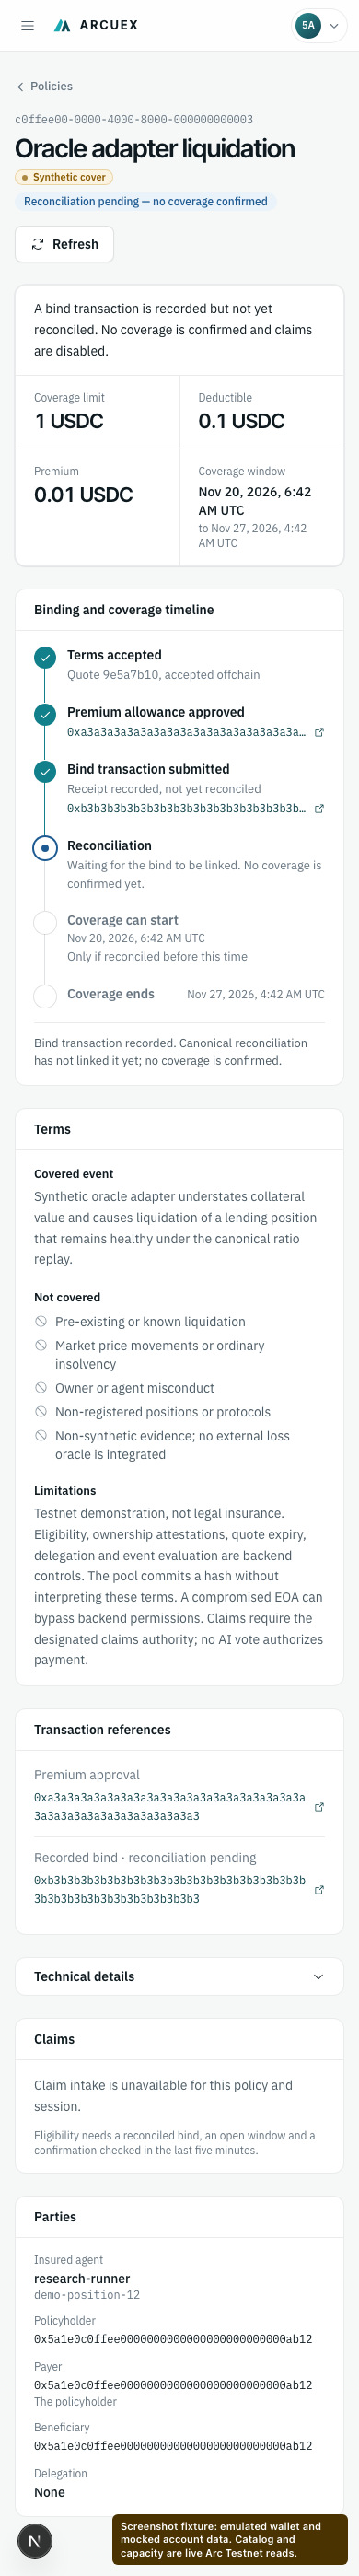 ARCUEX
5A
Policies
c0ffee00-0000-4000-8000-000000000003
Oracle adapter liquidation
Synthetic cover
Reconciliation pending — no coverage confirmed
Refresh
A bind transaction is recorded but not yet
reconciled. No coverage is confirmed and claims
are disabled.
Coverage limit
1 USDC
Deductible
0.1 USDC
Premium
0.01 USDC
Coverage window
Nov 20, 2026, 6:42
AM UTC
to Nov 27, 2026, 4:42
AM UTC
Binding and coverage timeline
Terms accepted
Quote 9e5a7b10, accepted offchain
Premium allowance approved
0xa3a3a3a3a3a3a3a3a3a3a3a3a3a3a3a3a3a…
Bind transaction submitted
Receipt recorded, not yet reconciled
0xb3b3b3b3b3b3b3b3b3b3b3b3b3b3b3b3b3b…
Reconciliation
Waiting for the bind to be linked. No coverage is
confirmed yet.
Coverage can start
Nov 20, 2026, 6:42 AM UTC
Only if reconciled before this time
Coverage ends
Nov 27, 2026, 4:42 AM UTC
Bind transaction recorded. Canonical reconciliation
has not linked it yet; no coverage is confirmed.
Terms
Covered event
Synthetic oracle adapter understates collateral
value and causes liquidation of a lending position
that remains healthy under the canonical ratio
replay.
Not covered
Pre-existing or known liquidation
Market price movements or ordinary
insolvency
Owner or agent misconduct
Non-registered positions or protocols
Non-synthetic evidence; no external loss
oracle is integrated
Limitations
Testnet demonstration, not legal insurance.
Eligibility, ownership attestations, quote expiry,
delegation and event evaluation are backend
controls. The pool commits a hash without
interpreting these terms. A compromised EOA can
bypass backend permissions. Claims require the
designated claims authority; no AI vote authorizes
payment.
Transaction references
Premium approval
0xa3a3a3a3a3a3a3a3a3a3a3a3a3a3a3a3a3a3a3a
3a3a3a3a3a3a3a3a3a3a3a3a3
Recorded bind · reconciliation pending
0xb3b3b3b3b3b3b3b3b3b3b3b3b3b3b3b3b3b3b3b
3b3b3b3b3b3b3b3b3b3b3b3b3
Technical details
Claims
Claim intake is unavailable for this policy and
session.
Eligibility needs a reconciled bind, an open window and a
confirmation checked in the last five minutes.
Parties
Insured agent
research-runner
demo-position-12
Policyholder
0x5a1e0c0ffee0000000000000000000000000ab12
Payer
0x5a1e0c0ffee0000000000000000000000000ab12
The policyholder
Beneficiary
0x5a1e0c0ffee0000000000000000000000000ab12
Delegation
None
N
Screenshot fixture: emulated wallet and
mocked account data. Catalog and
capacity are live Arc Testnet reads.